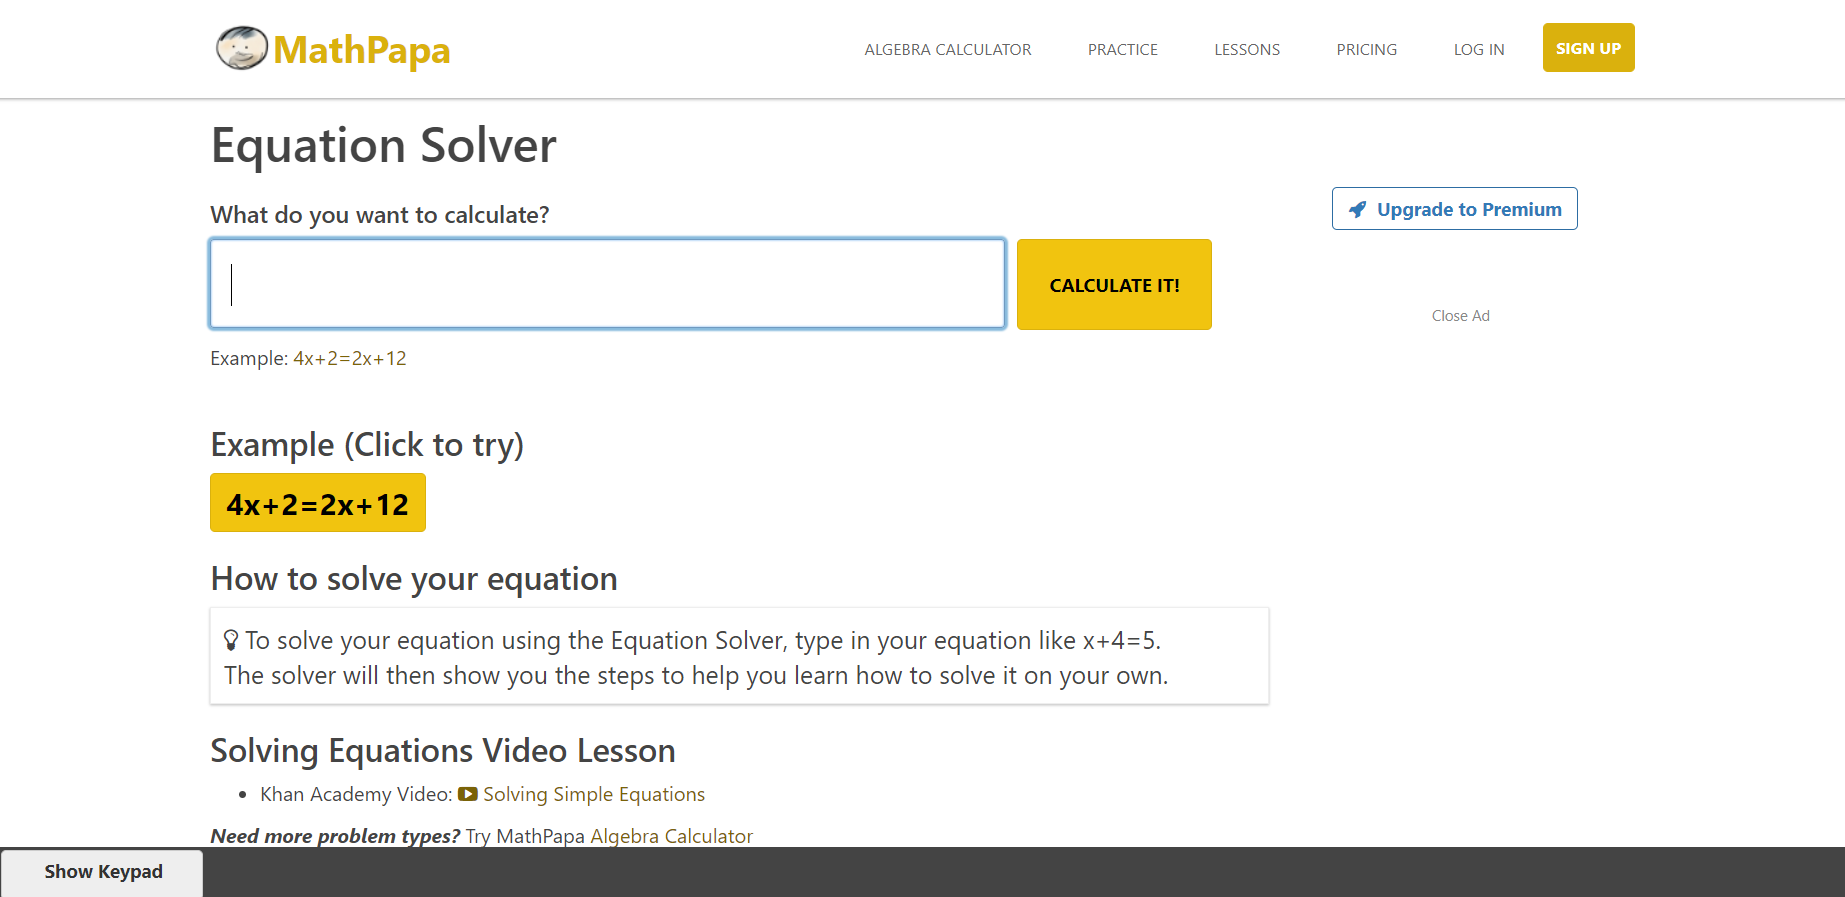 MathPapa
ALGEBRA CALCULATOR
PRACTICE
LESSONS
PRICING
LOG IN
SIGN UP
Equation Solver
What do you want to calculate?
Upgrade to Premium
CALCULATE IT!
Close Ad
Example: 4x+2=2x+12
Example (Click to try)
4x+2=2x+12
How to solve your equation
To solve your equation using the Equation Solver, type in your equation like x+4=5.
The solver will then show you the steps to help you learn how to solve it on your own.
Solving Equations Video Lesson
Khan Academy Video: Solving Simple Equations
Need more problem types? Try MathPapa Algebra Calculator
Show Keypad